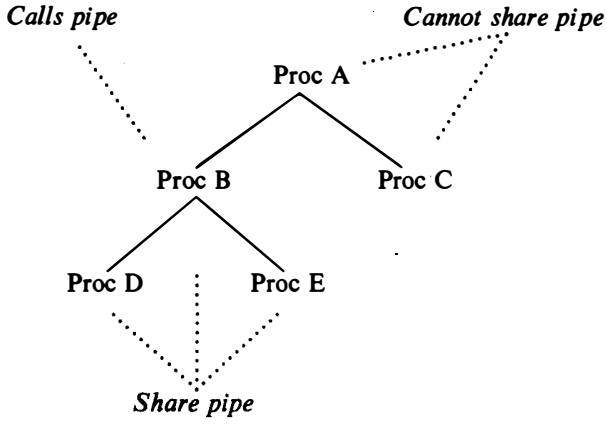 Calls pipe
Cannot share pipe
Proc A
Proc B
Proc C
Proc D
Proc E
Share pipe